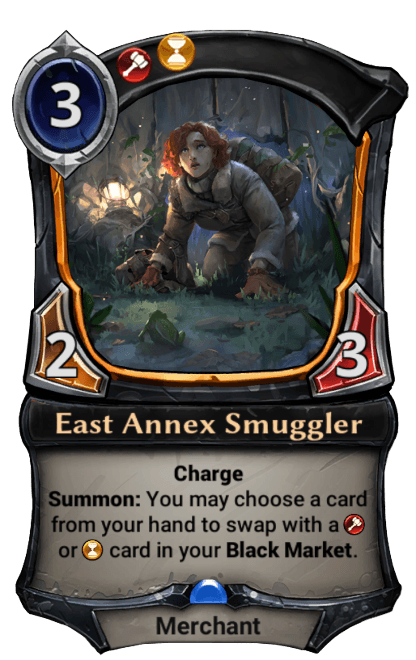 3
2
3
East Annex Smuggler
Charge
Summon: You may choose a card
from your hand to swap with a
or card in your Black Market.
Merchant